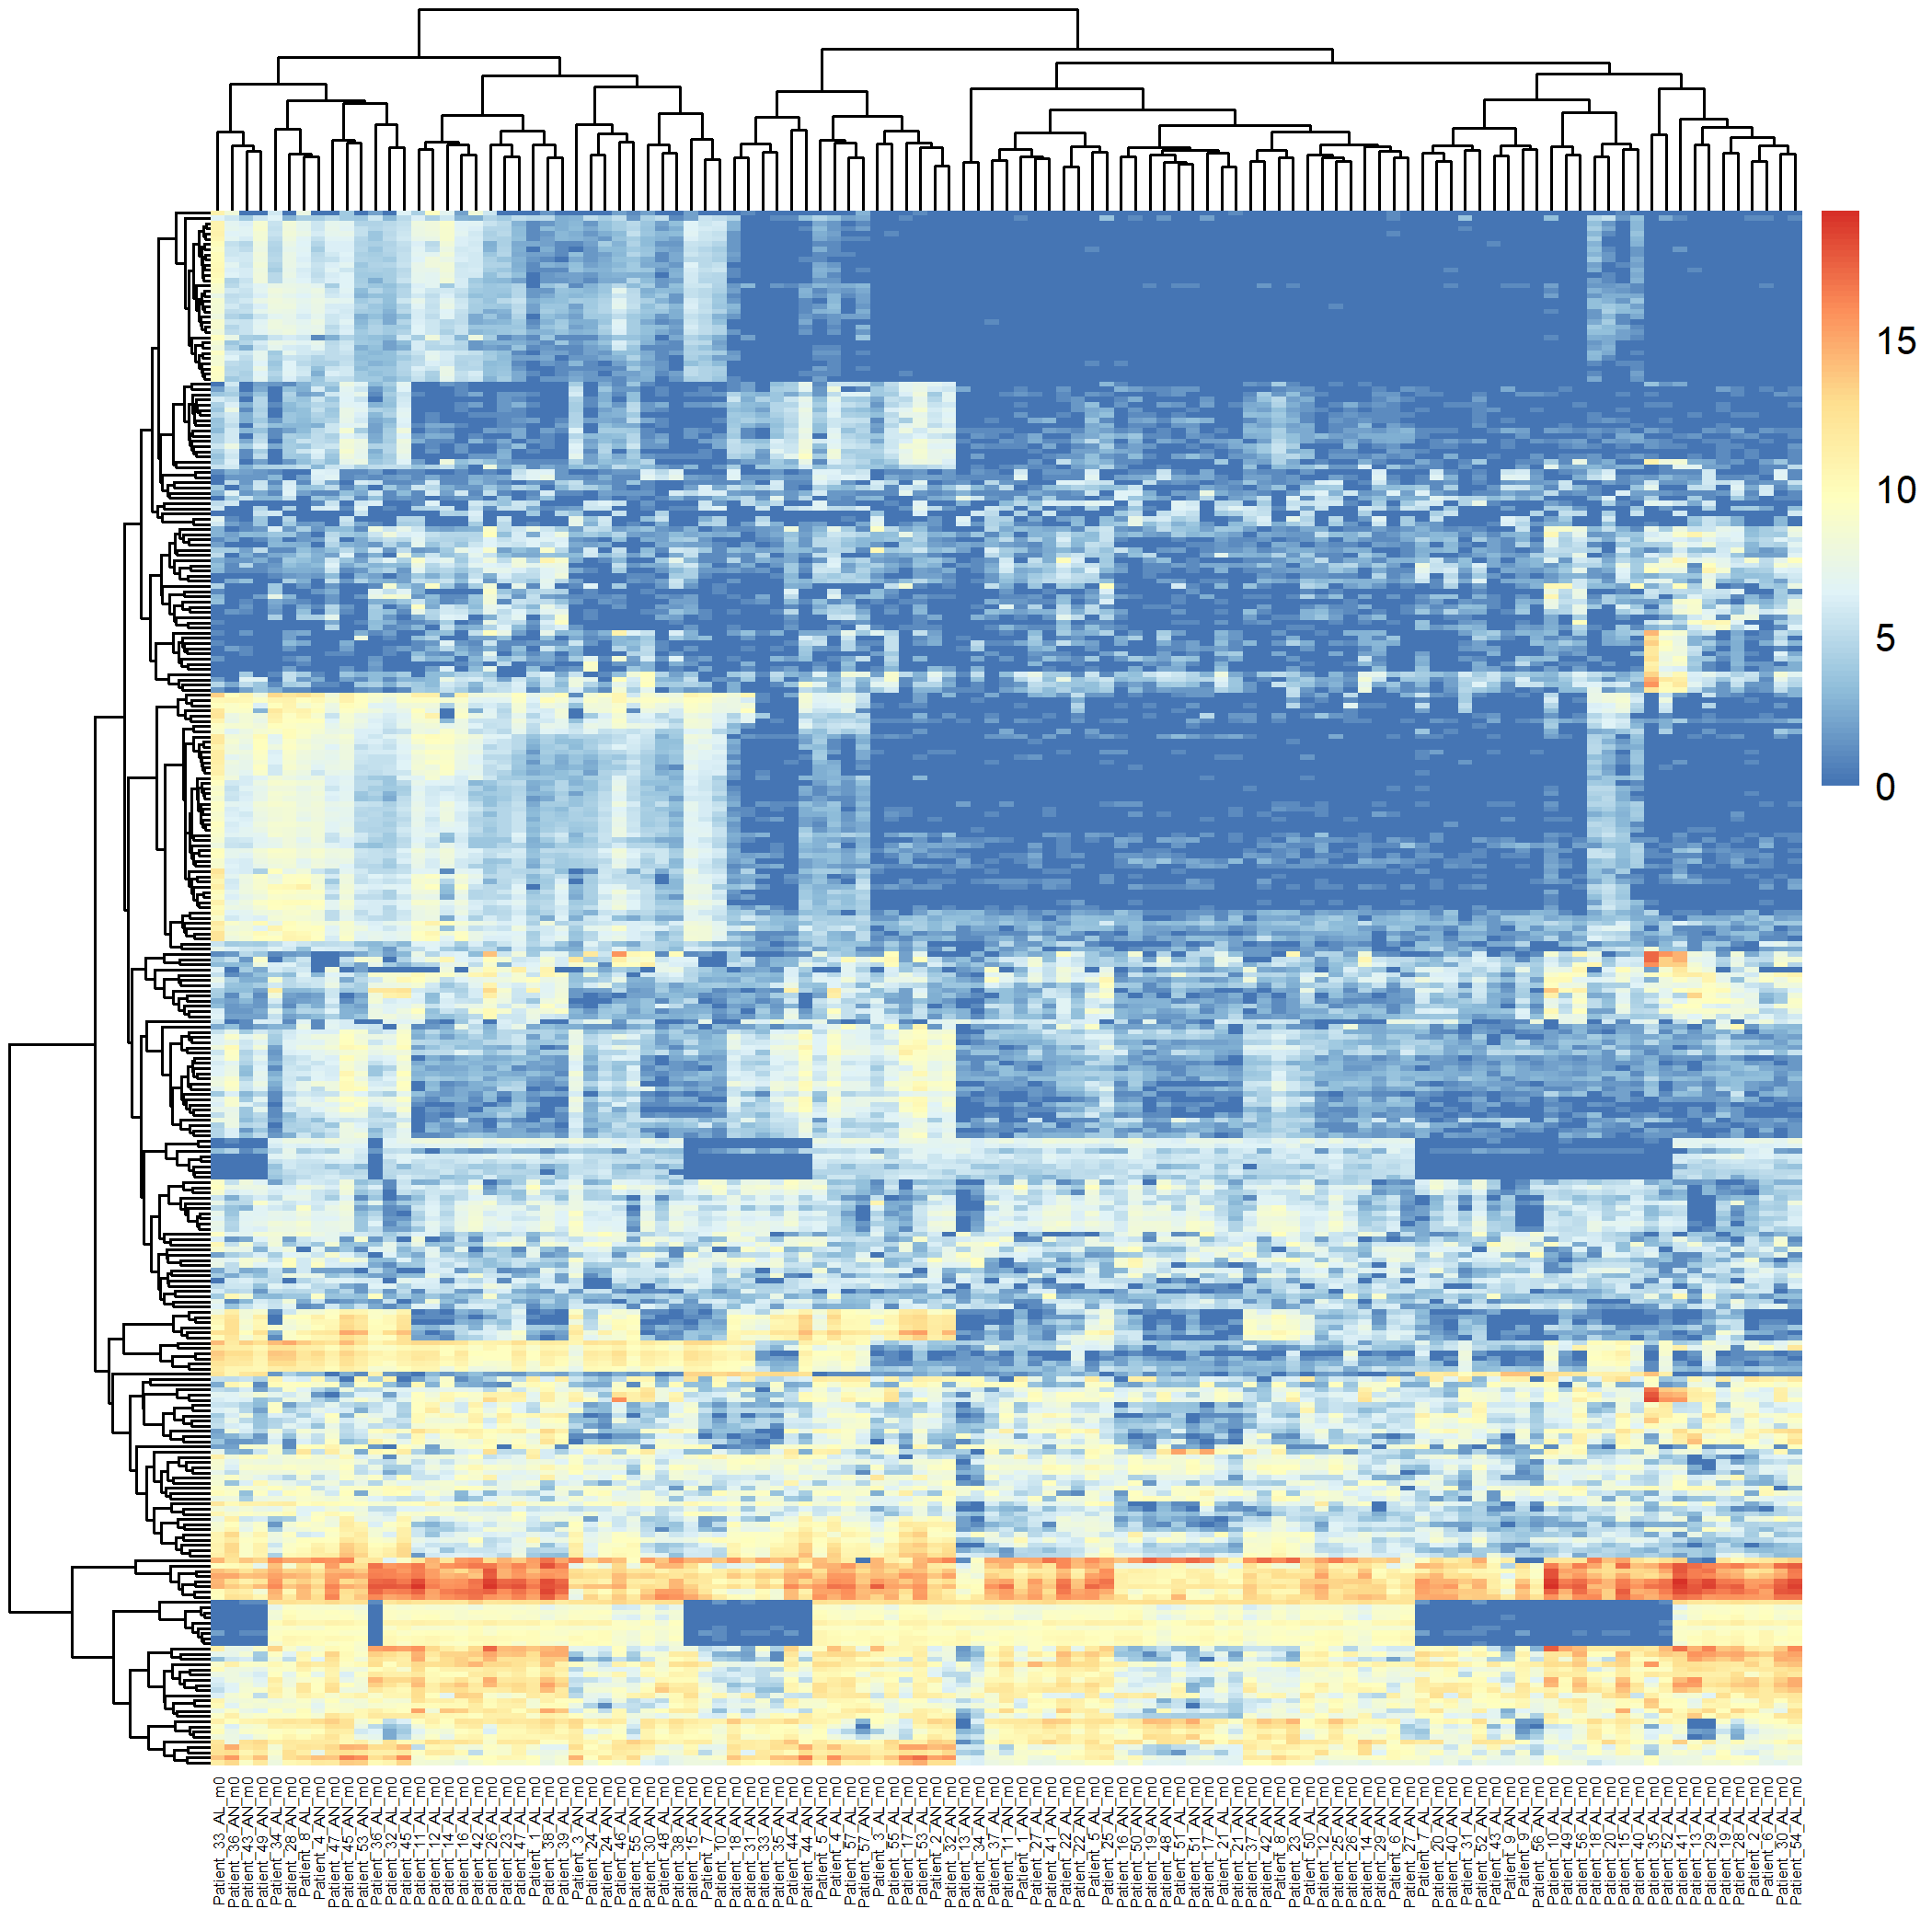 15
10
5
0
Patient_33_AL_m0
Patient_36_AN_m0
Patient_43_AN_m0
Patient_49_AN_m0
Patient_34_AL_m0
Patient_28_AN_m0
Patient_8_AL_m0
Patient_4_AN_m0
Patient_47_AN_m0
Patient_45_AN_m0
Patient_53_AN_m0
Patient_36_AL_m0
Patient_32_AL_m0
Patient_45_AL_m0
Patient_11_AL_m0
Patient_12_AL_m0
Patient_14_AL_m0
Patient_16_AL_m0
Patient_42_AL_m0
Patient_26_AL_m0
Patient_23_AL_m0
Patient_47_AL_m0
Patient_1_AL_m0
Patient_38_AL_m0
Patient_39_AL_m0
Patient_3_AN_m0
Patient_24_AL_m0
Patient_24_AN_m0
Patient_46_AL_m0
Patient_55_AN_m0
Patient_30_AN_m0
Patient_48_AL_m0
Patient_38_AN_m0
Patient_15_AN_m0
Patient_7_AN_m0
Patient_10_AN_m0
Patient_18_AN_m0
Patient_31_AN_m0
Patient_33_AN_m0
Patient_35_AN_m0
Patient_44_AL_m0
Patient_44_AN_m0
Patient_5_AN_m0
Patient_4_AL_m0
Patient_57_AL_m0
Patient_57_AN_m0
Patient_3_AL_m0
Patient_55_AL_m0
Patient_17_AL_m0
Patient_53_AL_m0
Patient_2_AN_m0
Patient_32_AN_m0
Patient_13_AN_m0
Patient_34_AN_m0
Patient_37_AL_m0
Patient_11_AN_m0
Patient_1_AN_m0
Patient_27_AL_m0
Patient_41_AN_m0
Patient_22_AL_m0
Patient_22_AN_m0
Patient_5_AL_m0
Patient_25_AL_m0
Patient_16_AN_m0
Patient_50_AN_m0
Patient_19_AN_m0
Patient_48_AN_m0
Patient_51_AL_m0
Patient_51_AN_m0
Patient_17_AN_m0
Patient_21_AL_m0
Patient_21_AN_m0
Patient_37_AN_m0
Patient_42_AN_m0
Patient_8_AN_m0
Patient_23_AN_m0
Patient_50_AL_m0
Patient_12_AN_m0
Patient_25_AN_m0
Patient_26_AN_m0
Patient_14_AN_m0
Patient_29_AN_m0
Patient_6_AN_m0
Patient_27_AN_m0
Patient_7_AL_m0
Patient_20_AN_m0
Patient_40_AN_m0
Patient_31_AL_m0
Patient_52_AN_m0
Patient_43_AL_m0
Patient_9_AN_m0
Patient_9_AL_m0
Patient_56_AN_m0
Patient_10_AL_m0
Patient_49_AL_m0
Patient_56_AL_m0
Patient_18_AL_m0
Patient_20_AL_m0
Patient_15_AL_m0
Patient_40_AL_m0
Patient_35_AL_m0
Patient_52_AL_m0
Patient_41_AL_m0
Patient_13_AL_m0
Patient_29_AL_m0
Patient_19_AL_m0
Patient_28_AL_m0
Patient_2_AL_m0
Patient_6_AL_m0
Patient_30_AL_m0
Patient_54_AL_m0